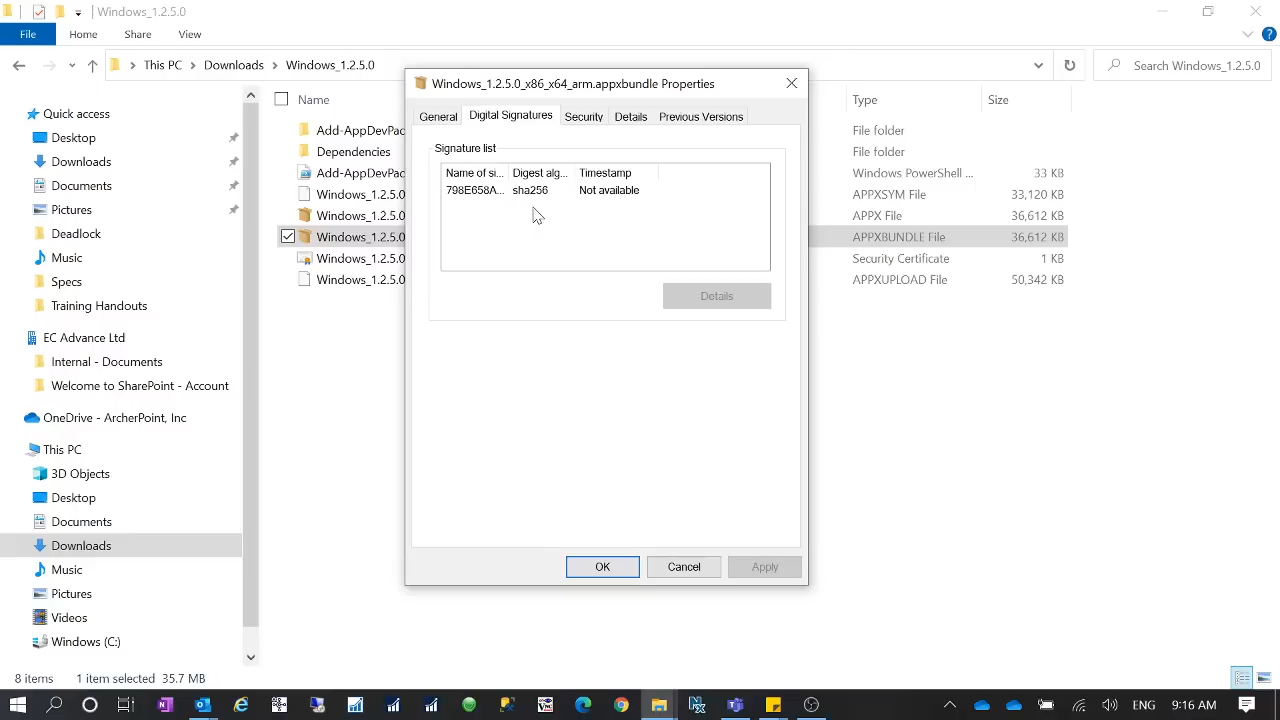 Windows_1.2.5.0
File Home Share View
This PC Downloads Windows_1.2.5.0
Search Windows_1.2.5.0
Quick access
Desktop
Downloads
Documents
Pictures
Deadlock
Music
Specs
Training Handouts
EC Advance Ltd
Internal - Documents
Welcome to SharePoint - Account
OneDrive - ArcherPoint, Inc
This PC
3D Objects
Desktop
Documents
Downloads
Music
Pictures
Videos
Windows (C:)
Name Type Size
Add-AppDevPac File folder
Dependencies File folder
Add-AppDevPac Windows PowerShell ... 33 KB
Windows_1.2.5.0 APPXSYM File 33,120 KB
Windows_1.2.5.0 APPX File 36,612 KB
Windows_1.2.5.0 APPXBUNDLE File 36,612 KB
Windows_1.2.5.0 Security Certificate 1 KB
Windows_1.2.5.0 APPXUPLOAD File 50,342 KB
Windows_1.2.5.0_x86_x64_arm.appxbundle Properties
General Digital Signatures Security Details Previous Versions
Signature list
Name of si... Digest alg... Timestamp
798E658A... sha256 Not available
Details
OK Cancel Apply
8 items 1 item selected 35.7 MB
ENG 9:16 AM